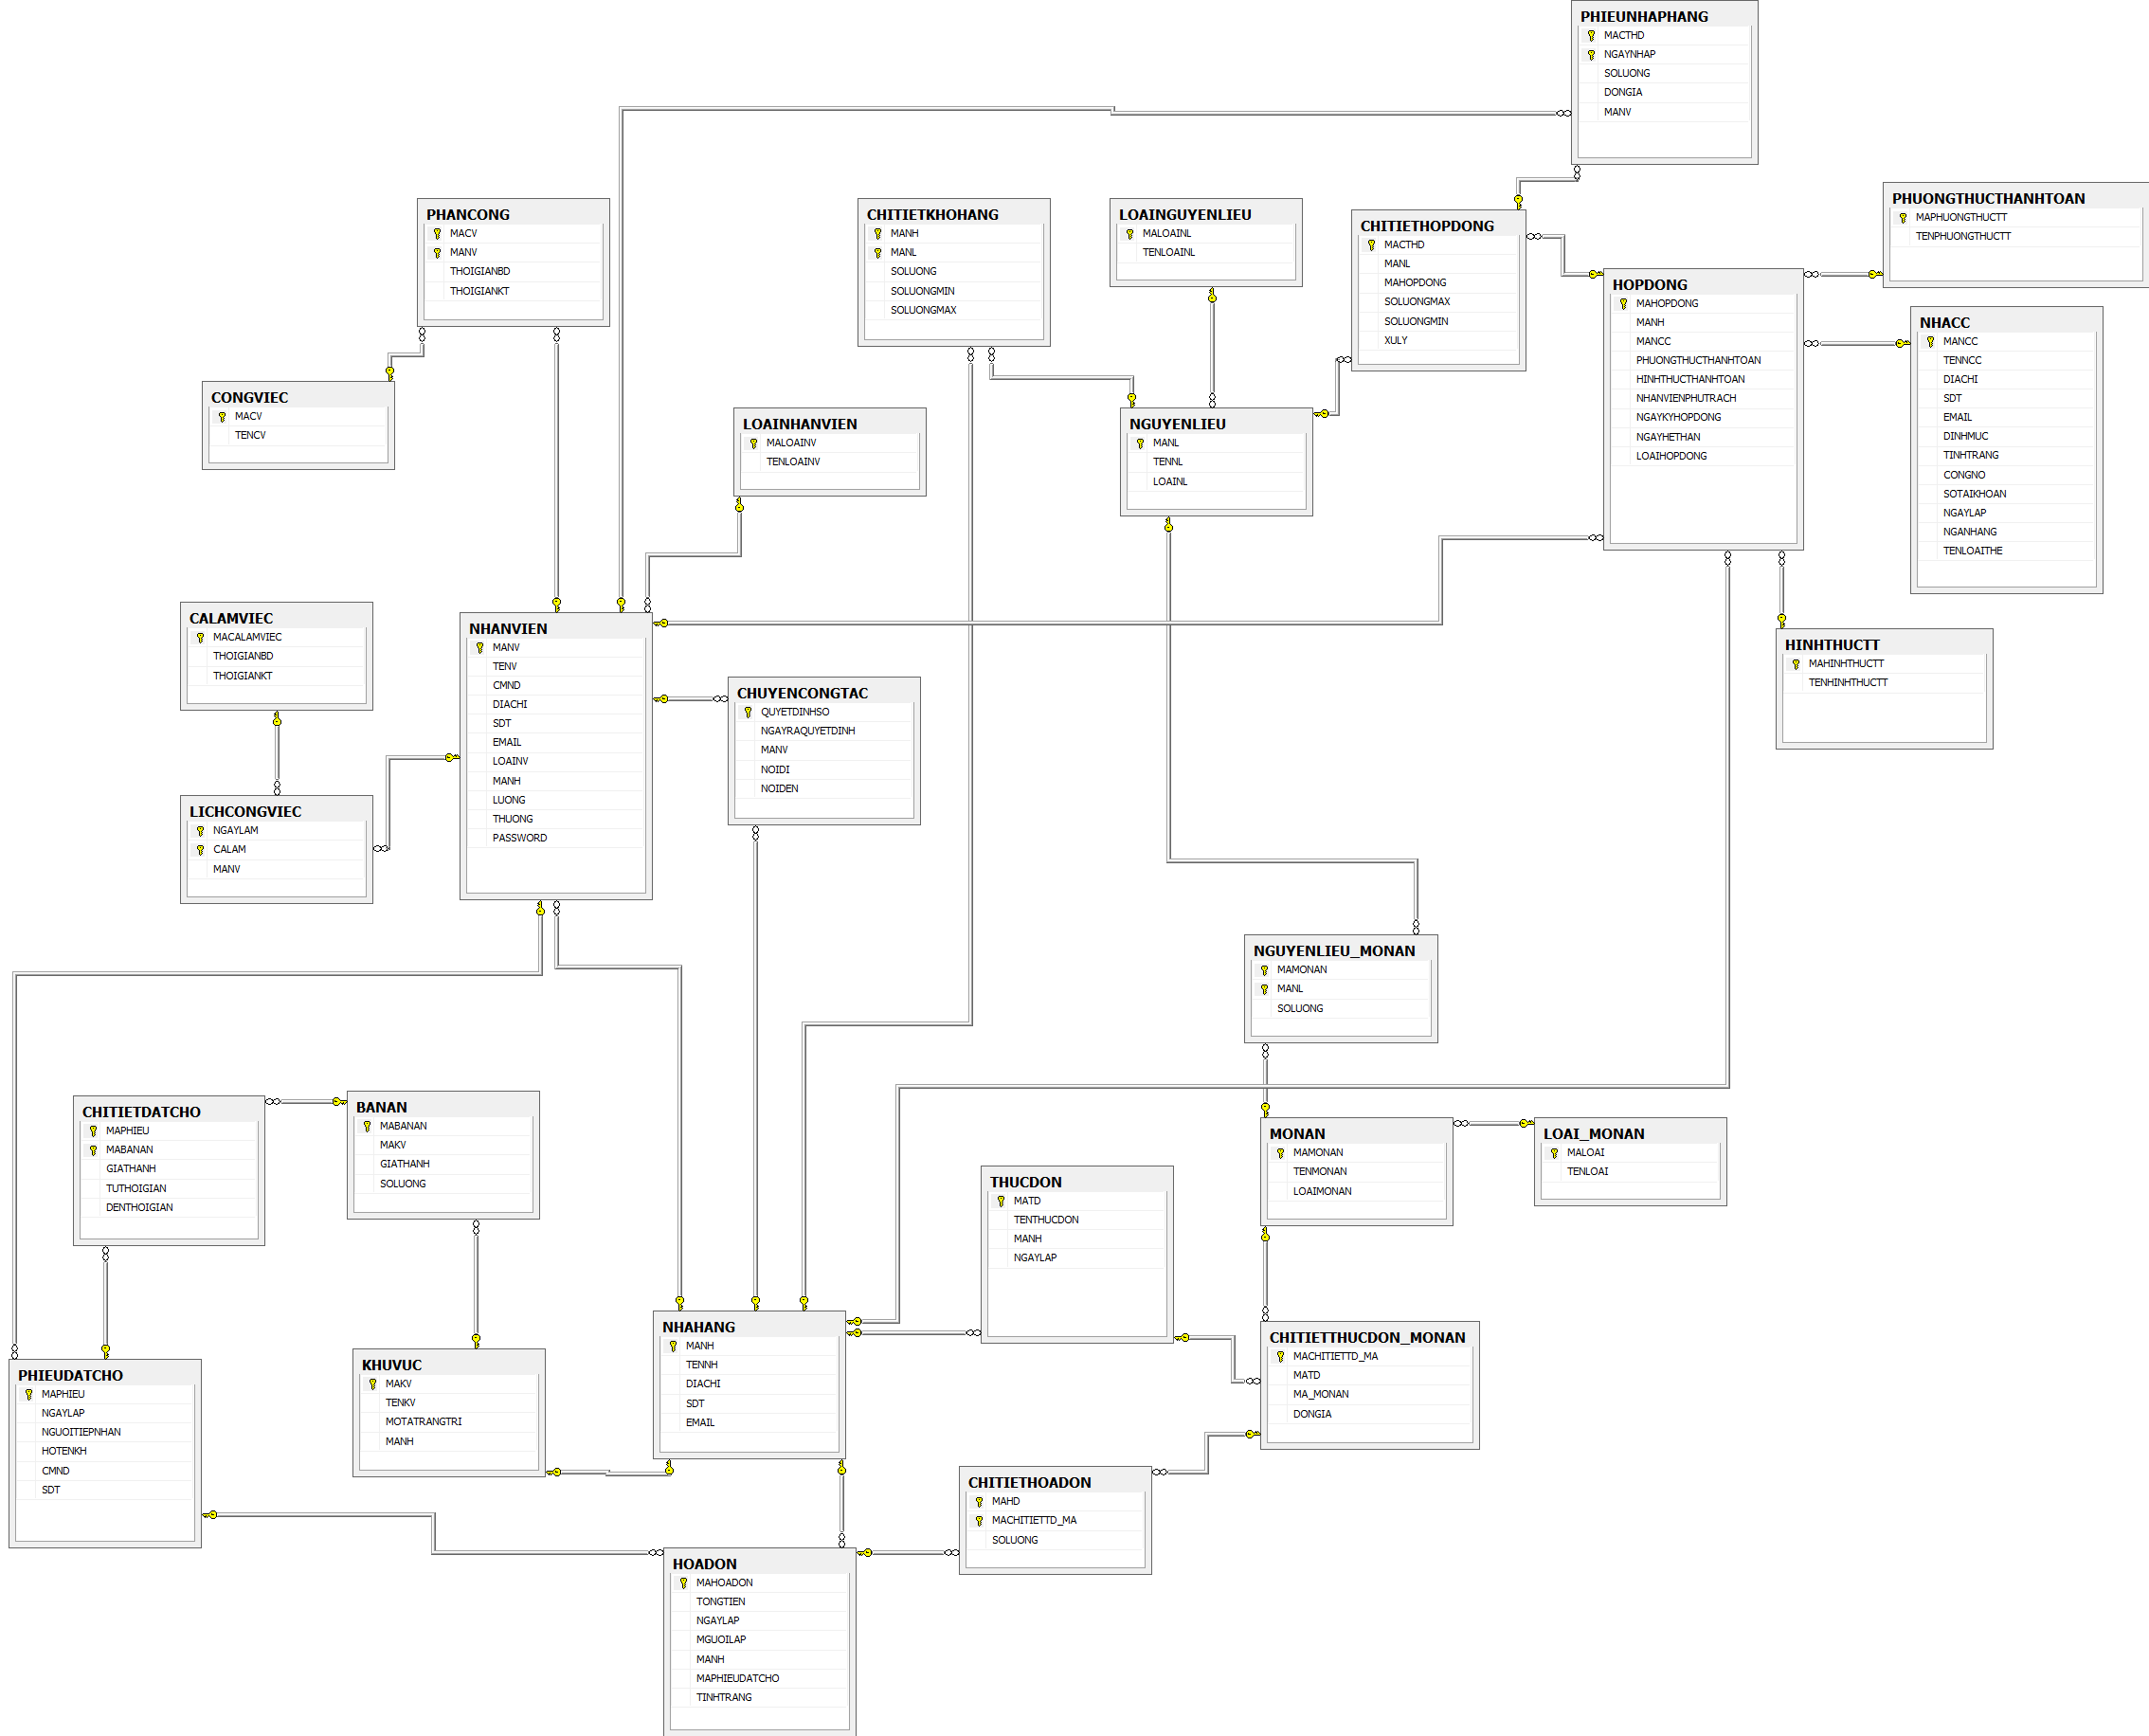 PHIEUNHAPHANG
MACTHD
NGAYNHAP
SOLUONG
DONGIA
MANV
PHANCONG
MACV
MANV
THOIGIANBD
THOIGIANKT
CHITIETKHOHANG
MANH
MANL
SOLUONG
SOLUONGMIN
SOLUONGMAX
LOAINGUYENLIEU
MALOAINL
TENLOAINL
CHITIETHOPDONG
MACTHD
MANL
MAHOPDONG
SOLUONGMAX
SOLUONGMIN
XULY
PHUONGTHUCTHANHTOAN
MAPHUONGTHUCTT
TENPHUONGTHUCTT
HOPDONG
MAHOPDONG
MANH
MANCC
PHUONGTHUCTHANHTOAN
HINHTHUCTHANHTOAN
NHANVIENPHUTRACH
NGAYKYHOPDONG
NGAYHETHAN
LOAIHOPDONG
NHACC
MANCC
TENNCC
DIACHI
SDT
EMAIL
DINHMUC
TINHTRANG
CONGNO
SOTAIKHOAN
NGAYLAP
NGANHANG
TENLOAITHE
CONGVIEC
MACV
TENCV
LOAINHANVIEN
MALOAINV
TENLOAINV
NGUYENLIEU
MANL
TENNL
LOAINL
CALAMVIEC
MACALAMVIEC
THOIGIANBD
THOIGIANKT
NHANVIEN
MANV
TENV
CMND
DIACHI
SDT
EMAIL
LOAINV
MANH
LUONG
THUONG
PASSWORD
CHUYENCONGTAC
QUYETDINHSO
NGAYRAQUYETDINH
MANV
NOIDI
NOIDEN
HINHTHUCTT
MAHINHTHUCTT
TENHINHTHUCTT
LICHCONGVIEC
NGAYLAM
CALAM
MANV
NGUYENLIEU_MONAN
MAMONAN
MANL
SOLUONG
CHITIETDATCHO
MAPHIEU
MABANAN
GIATHANH
TUTHOIGIAN
DENTHOIGIAN
BANAN
MABANAN
MAKV
GIATHANH
SOLUONG
MONAN
MAMONAN
TENMONAN
LOAIMONAN
LOAI_MONAN
MALOAI
TENLOAI
THUCDON
MATD
TENTHUCDON
MANH
NGAYLAP
PHIEUDATCHO
MAPHIEU
NGAYLAP
NGUOITIEPNHAN
HOTENKH
CMND
SDT
KHUVUC
MAKV
TENKV
MOTATRANGTRI
MANH
NHAHANG
MANH
TENNH
DIACHI
SDT
EMAIL
CHITIETTHUCDON_MONAN
MACHITIETTD_MA
MATD
MA_MONAN
DONGIA
CHITIETHOADON
MAHD
MACHITIETTD_MA
SOLUONG
HOADON
MAHOADON
TONGTIEN
NGAYLAP
MGUOILAP
MANH
MAPHIEUDATCHO
TINHTRANG